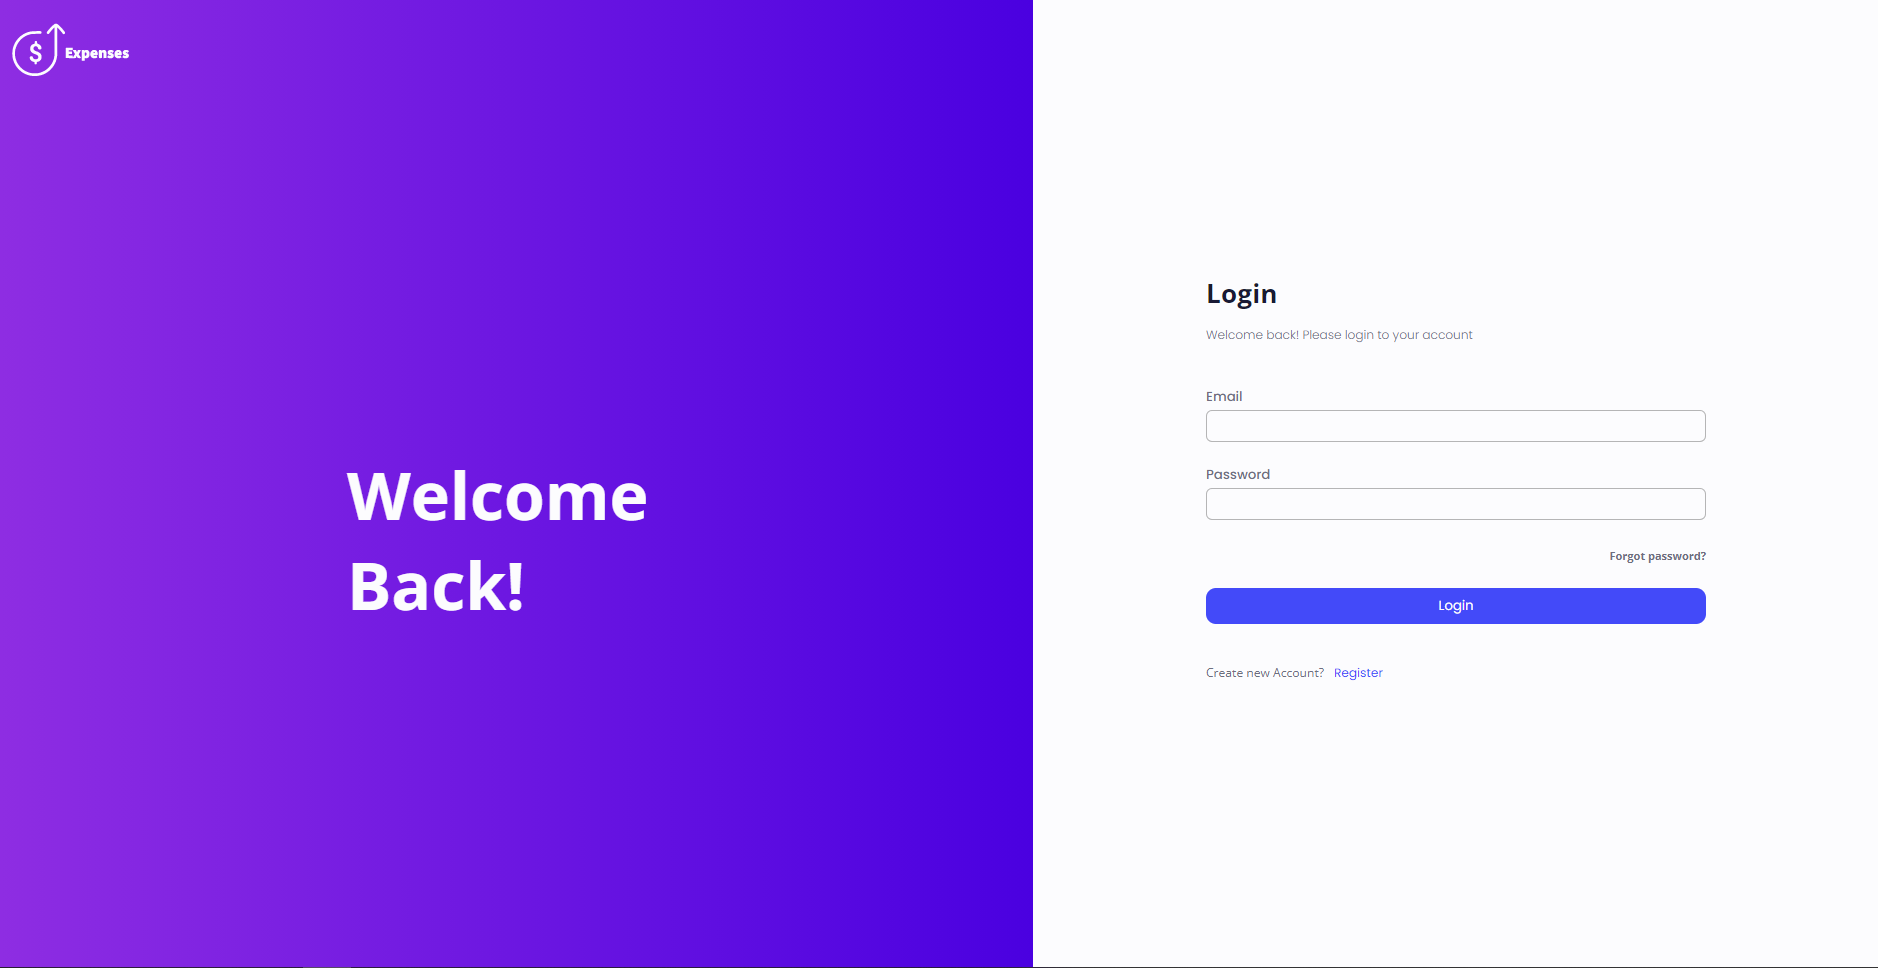 $
Expenses
Welcome
Back!
Login
Welcome back! Please login to your account
Email
Password
Forgot password?
Login
Create new Account? Register